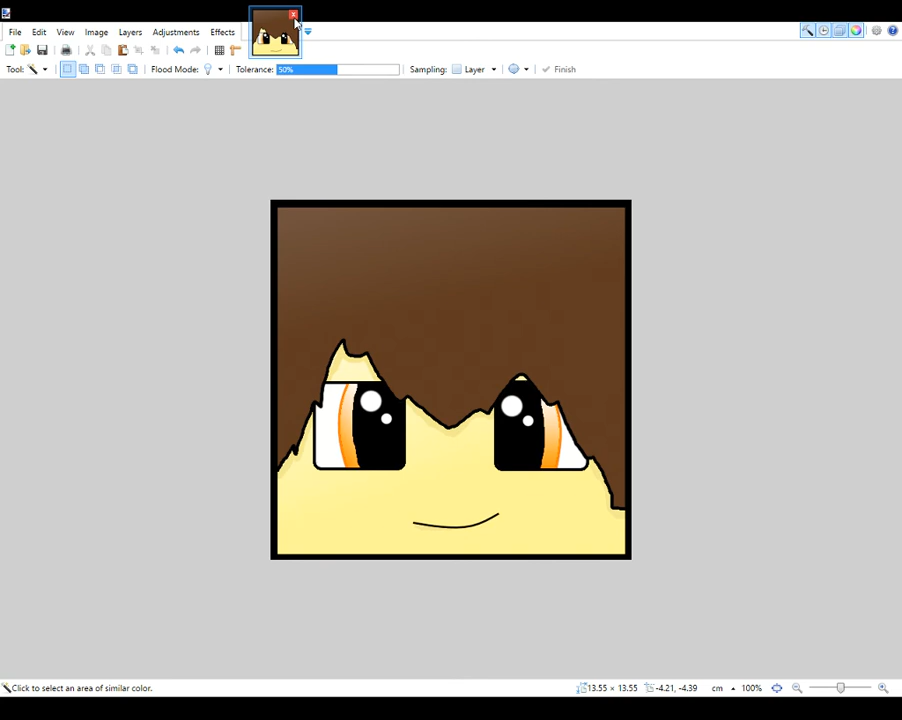 File Edit View Image Layers Adjustments Effects
Tool: Flood Mode: Tolerance: 50% Sampling: Layer Finish
Click to select an area of similar color. 13.55 × 13.55 -4.21, -4.39 cm 100%